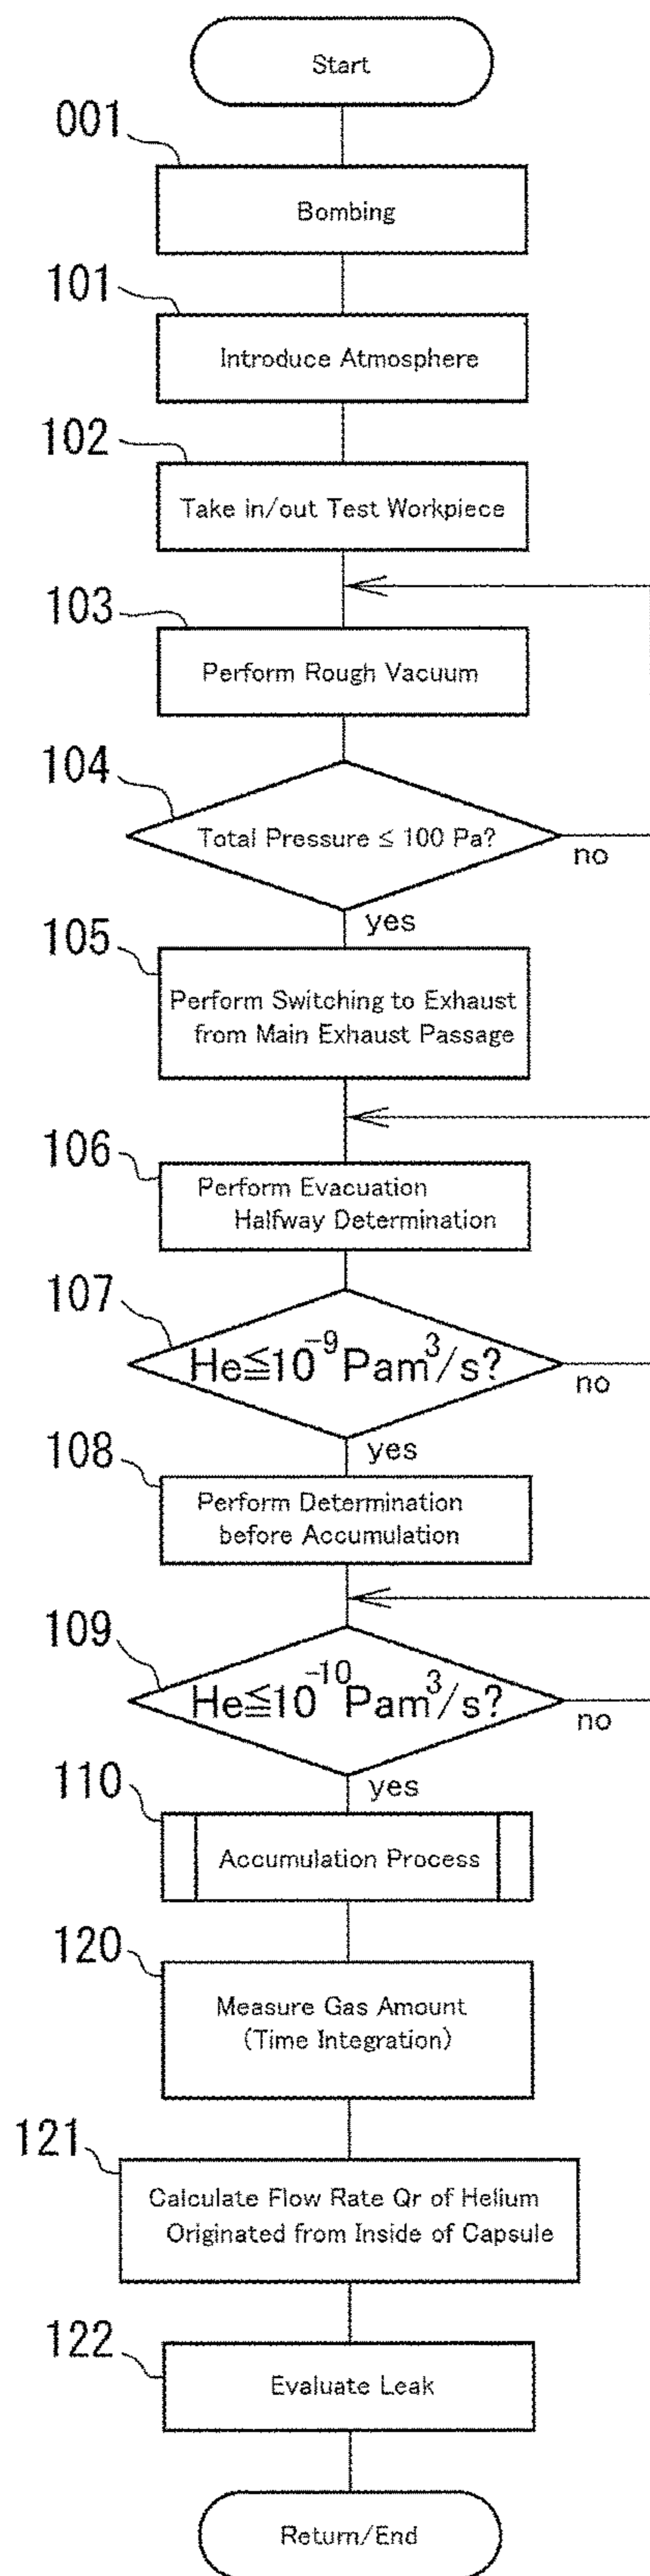 Start
001
Bombing
101
Introduce Atmosphere
102
Take in/out Test Workpiece
103
Perform Rough Vacuum
104
Total Pressure ≤ 100 Pa?
no
yes
105
Perform Switching to Exhaust
from Main Exhaust Passage
106
Perform Evacuation
Halfway Determination
107
He≦10⁻⁹Pam³/s?
no
yes
108
Perform Determination
before Accumulation
109
He≦10⁻¹⁰Pam³/s?
no
yes
110
Accumulation Process
120
Measure Gas Amount
(Time Integration)
121
Calculate Flow Rate Qr of Helium
Originated from Inside of Capsule
122
Evaluate Leak
Return/End